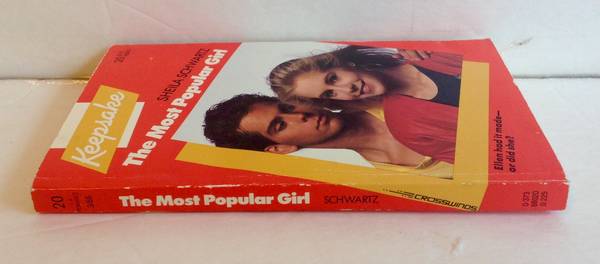 Keepsake
SHEILA SCHWARTZ
The Most Popular Girl
Ellen had it made—
or did she?
20
The Most Popular Girl
SCHWARTZ
CROSSWINDS